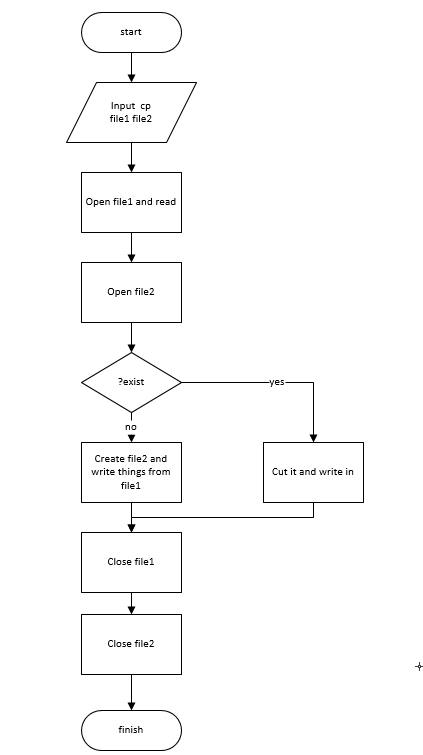 start
Input cp
file1 file2
Open file1 and read
Open file2
?exist
yes
no
Create file2 and
write things from
file1
Cut it and write in
Close file1
Close file2
finish